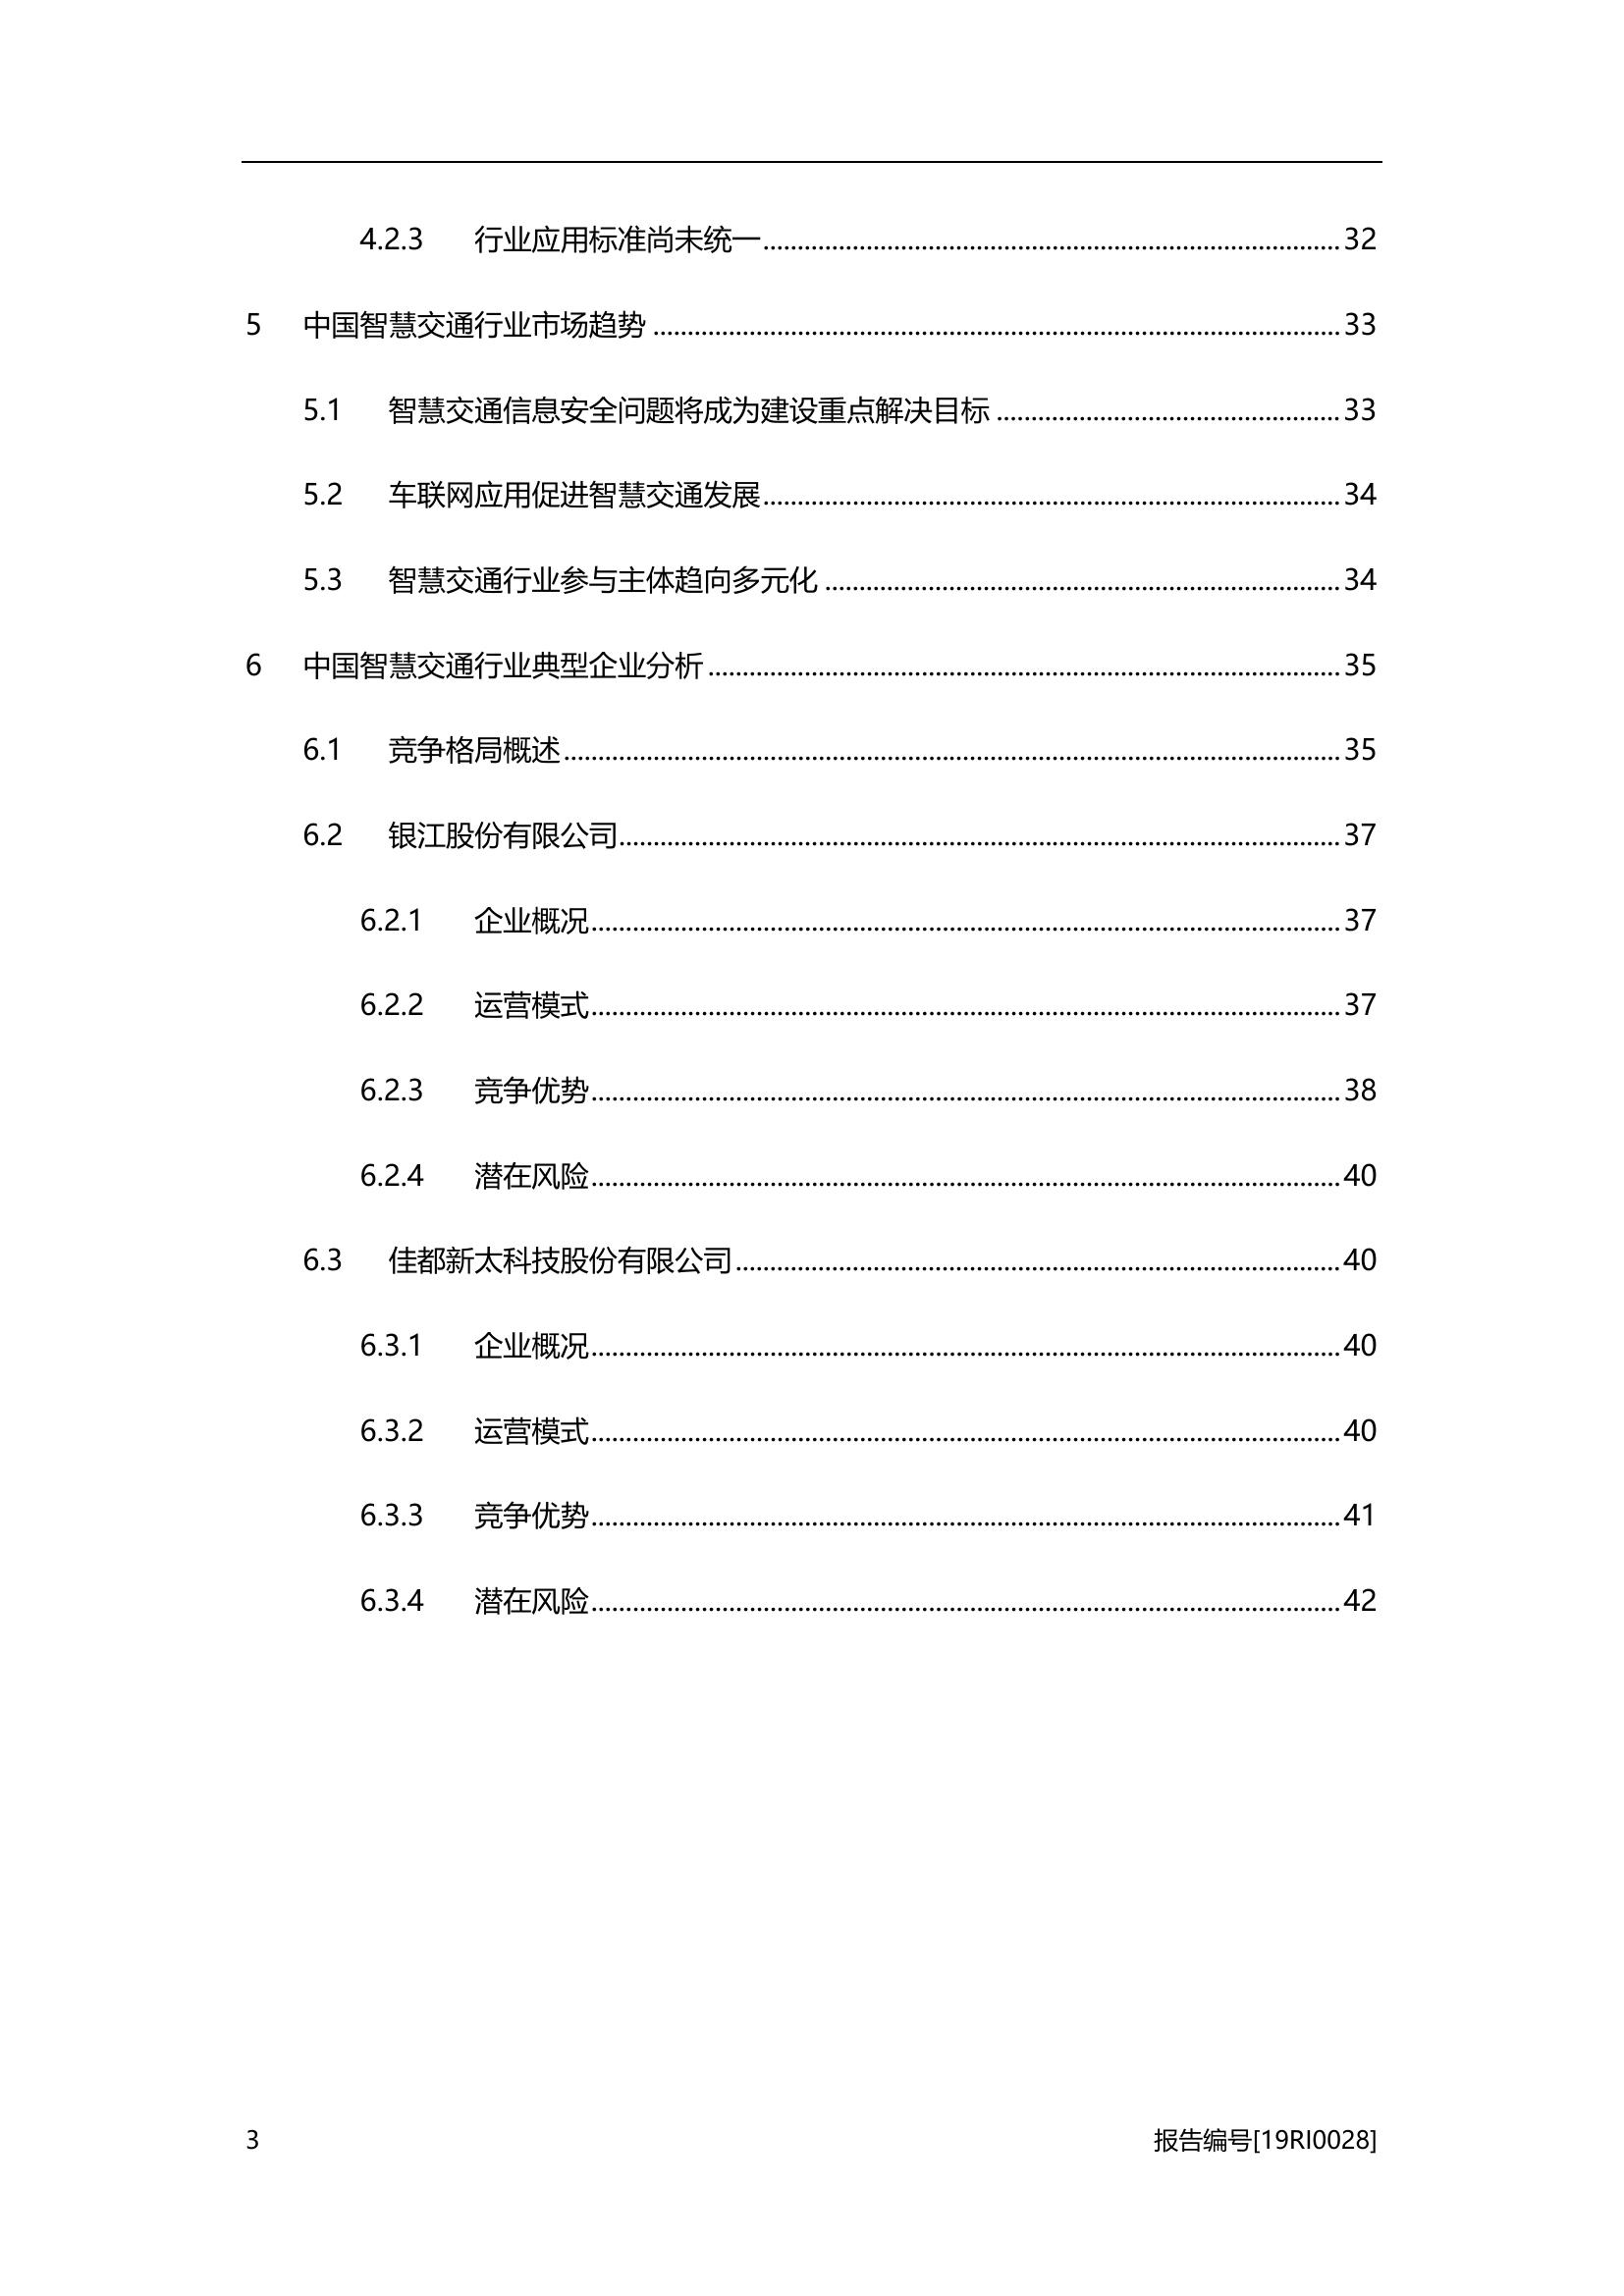 4.2.3 行业应用标准尚未统一 32
5 中国智慧交通行业市场趋势 33
5.1 智慧交通信息安全问题将成为建设重点解决目标 33
5.2 车联网应用促进智慧交通发展 34
5.3 智慧交通行业参与主体趋向多元化 34
6 中国智慧交通行业典型企业分析 35
6.1 竞争格局概述 35
6.2 银江股份有限公司 37
6.2.1 企业概况 37
6.2.2 运营模式 37
6.2.3 竞争优势 38
6.2.4 潜在风险 40
6.3 佳都新太科技股份有限公司 40
6.3.1 企业概况 40
6.3.2 运营模式 40
6.3.3 竞争优势 41
6.3.4 潜在风险 42
3 报告编号[19RI0028]